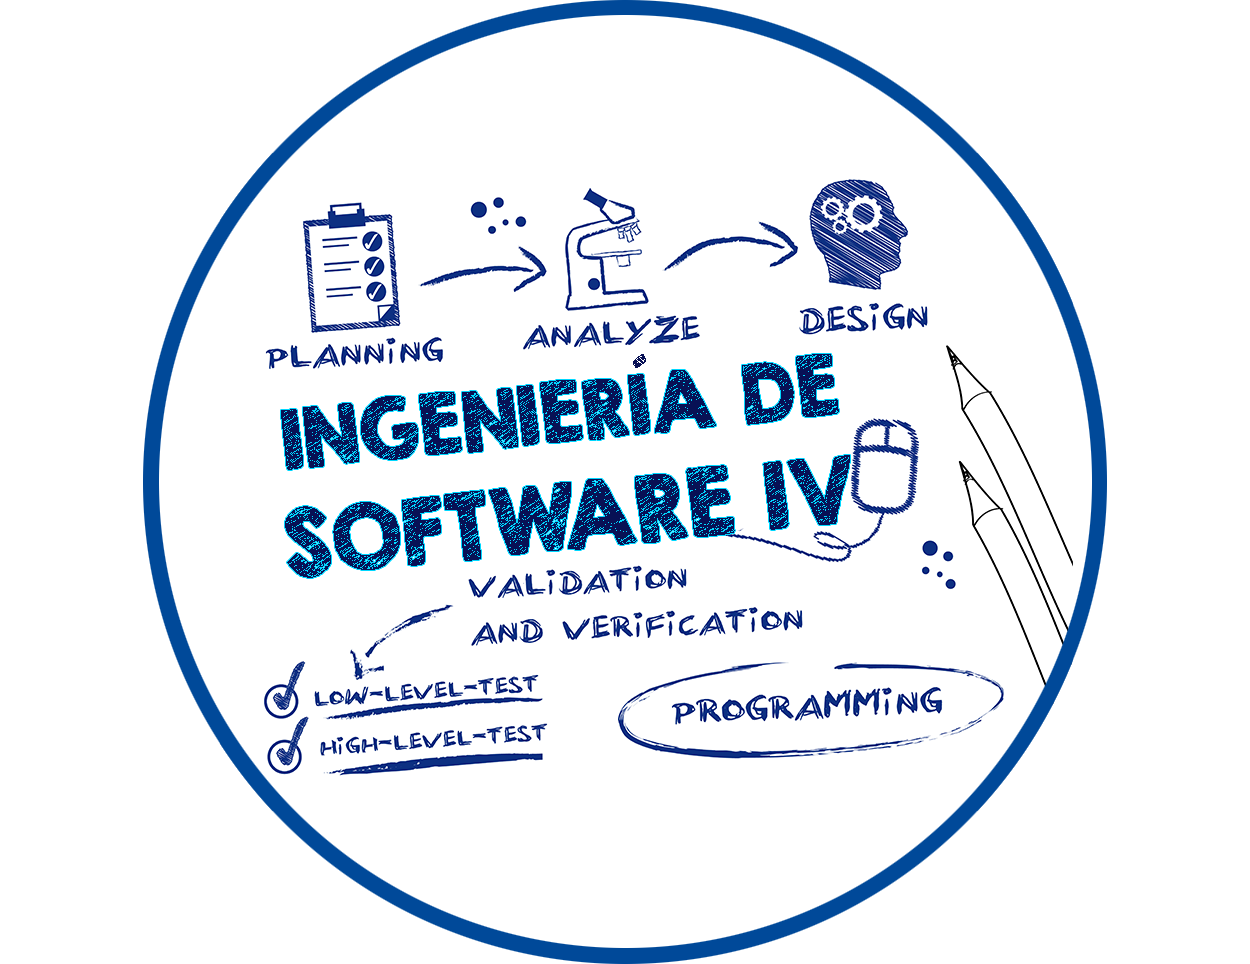 PLANNiNG
ANALYZE
DESiGN
INGENIERÍA DE
SOFTWARE IV
VALiDATiON
AND VERiFiCATiON
LOW-LEVEL-TEST
HiGH-LEVEL-TEST
PROGRAMMiNG